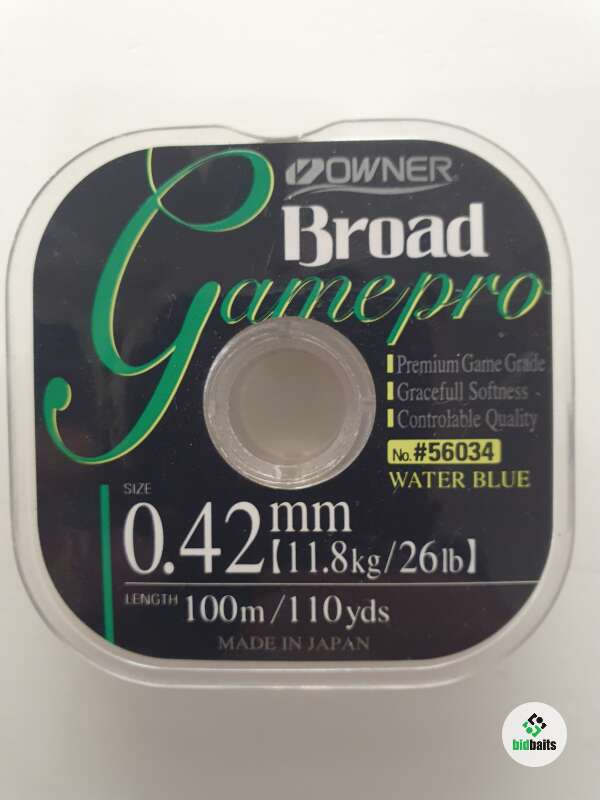 OWNER
Broad
Gamepro
Premium Game Grade
Gracefull Softness
Controlable Quality
No. #56034
WATER BLUE
SIZE
0.42mm
【11.8kg/26lb】
LENGTH 100m/110yds
MADE IN JAPAN
bidbaits